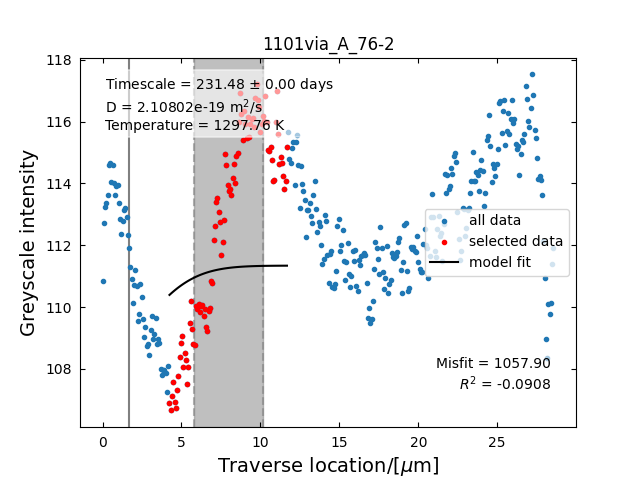 1101via_A_76-2
118
116
114
112
110
108
Greyscale intensity
Timescale = 231.48 ± 0.00 days
D = 2.10802e-19 m²/s
Temperature = 1297.76 K
all data
selected data
model fit
Misfit = 1057.90
R² = -0.0908
0 5 10 15 20 25
Traverse location/[μm]